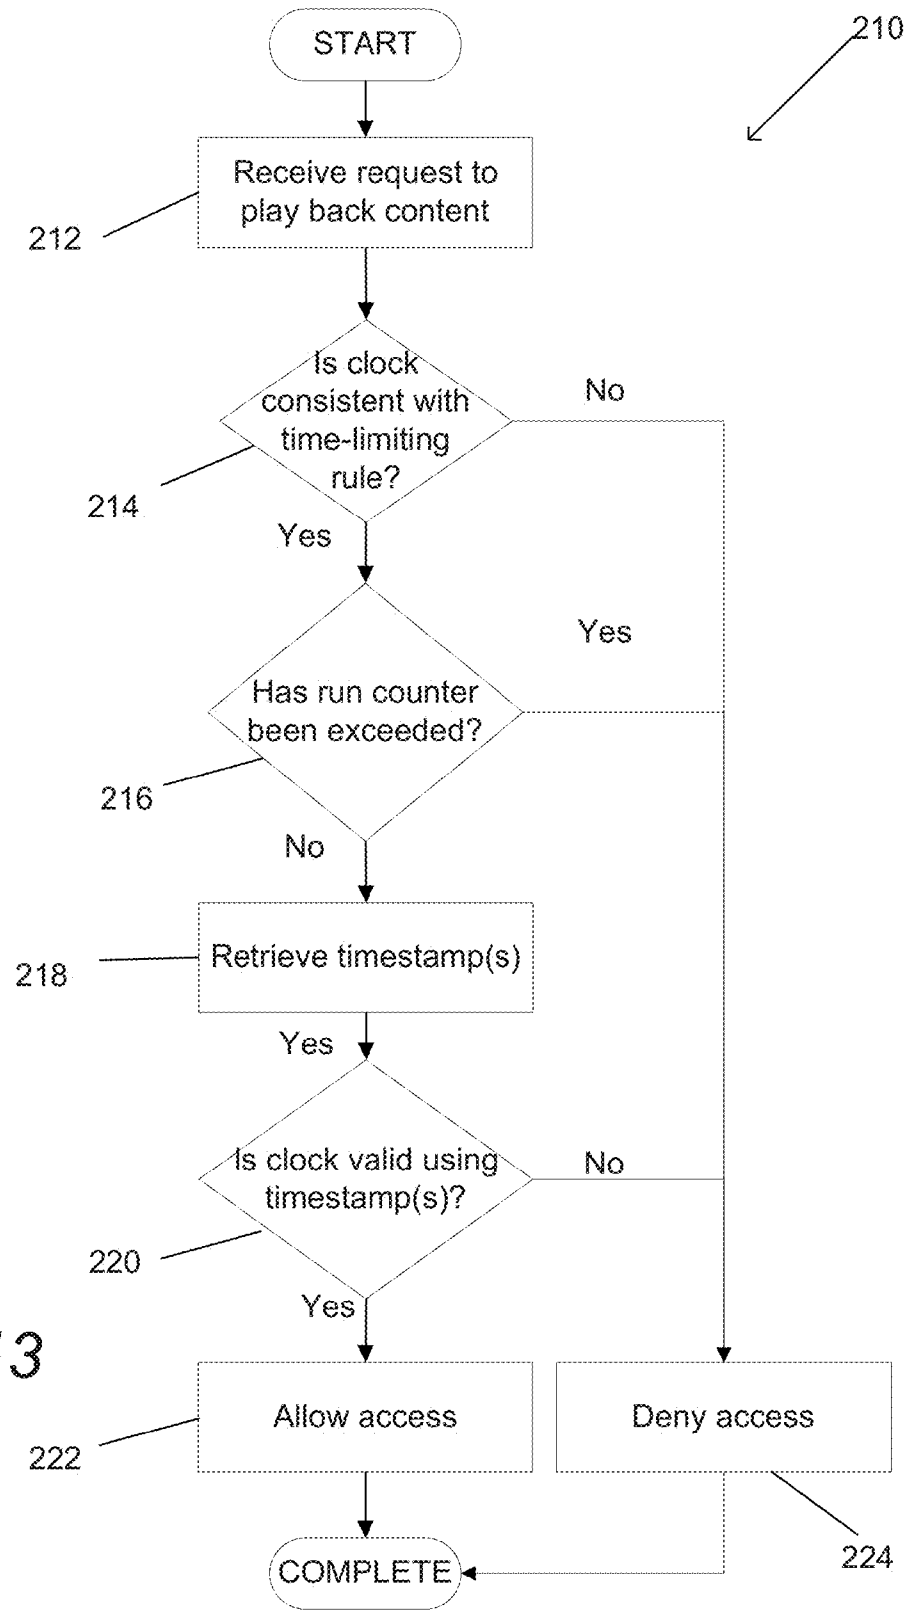 START
210
Receive request to
play back content
212
Is clock
consistent with
time-limiting
rule?
No
214
Yes
Has run counter
been exceeded?
Yes
216
No
Retrieve timestamp(s)
218
Yes
Is clock valid using
timestamp(s)?
No
220
Yes
3
Allow access
Deny access
222
224
COMPLETE